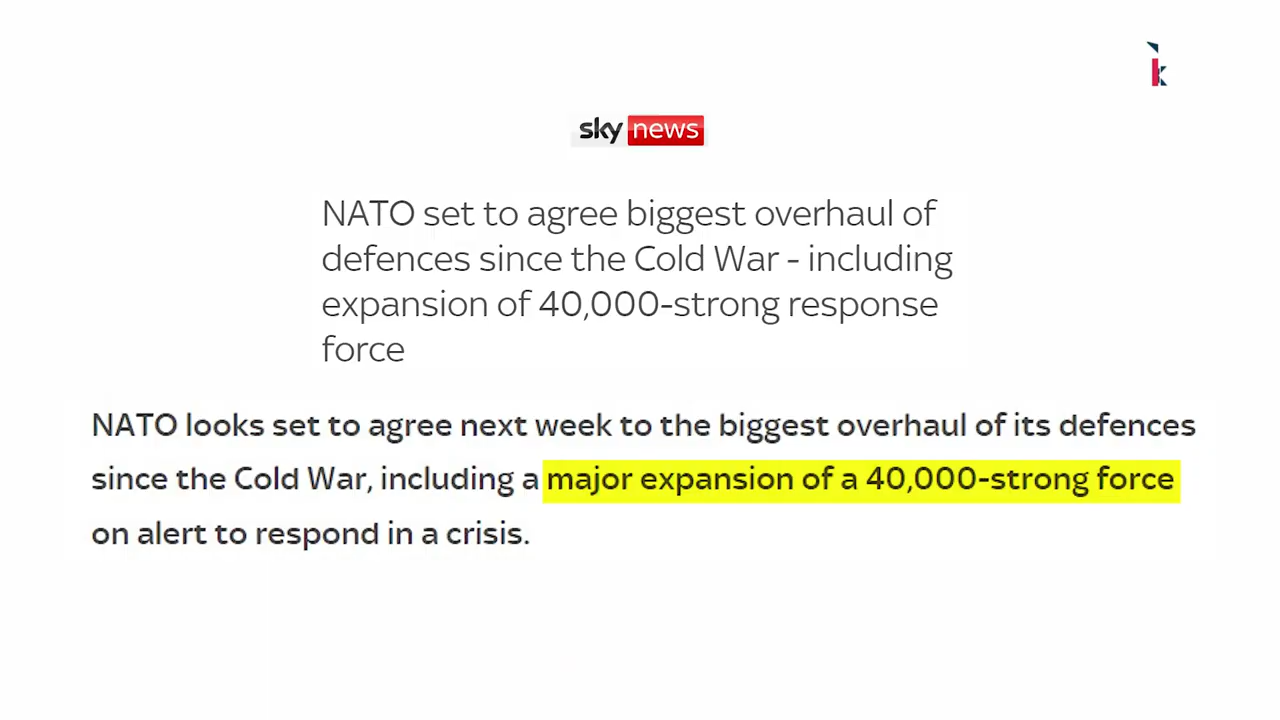 k
sky news
NATO set to agree biggest overhaul of
defences since the Cold War - including
expansion of 40,000-strong response
force
NATO looks set to agree next week to the biggest overhaul of its defences
since the Cold War, including a major expansion of a 40,000-strong force
on alert to respond in a crisis.